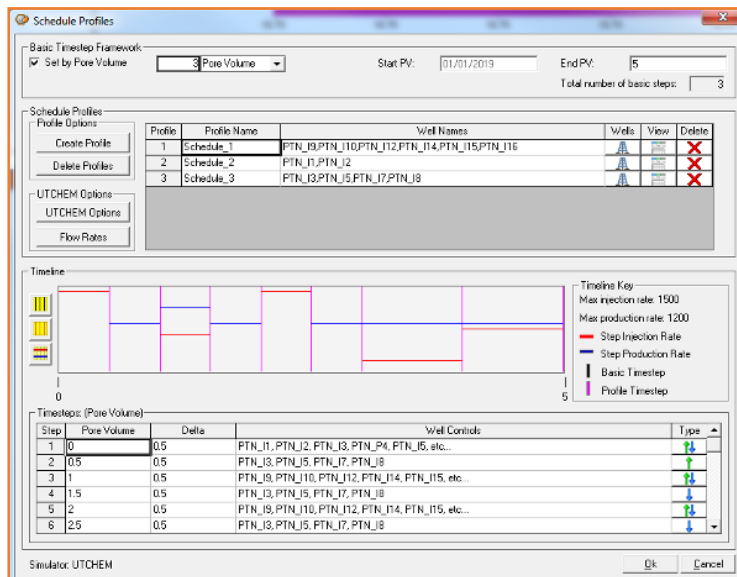 Schedule Profiles
Basic Timestep Framework
Set by Pore Volume 3 Pore Volume Start PV: 01/01/2019 End PV: 5
Total number of basic steps: 3
Schedule Profiles
Profile Options
Create Profile
Delete Profiles
UTCHEM Options
UTCHEM Options
Flow Rates
Profile Profile Name Well Names Wells View Delete
1 Schedule_1 PTN_I9,PTN_I10,PTN_I12,PTN_I14,PTN_I15,PTN_I16
2 Schedule_2 PTN_I1,PTN_I2
3 Schedule_3 PTN_I3,PTN_I5,PTN_I7,PTN_I8
Timeline
0 5
Timeline Key
Max injection rate: 1500
Max production rate: 1200
Step Injection Rate
Step Production Rate
Basic Timestep
Profile Timestep
Timesteps: (Pore Volume)
Step Pore Volume Delta Well Controls Type
1 0 0.5 PTN_I1, PTN_I2, PTN_I3, PTN_P4, PTN_I5, etc...
2 0.5 0.5 PTN_I3, PTN_I5, PTN_I7, PTN_I8
3 1 0.5 PTN_I9, PTN_I10, PTN_I12, PTN_I14, PTN_I15, etc...
4 1.5 0.5 PTN_I3, PTN_I5, PTN_I7, PTN_I8
5 2 0.5 PTN_I9, PTN_I10, PTN_I12, PTN_I14, PTN_I15, etc...
6 2.5 0.5 PTN_I3, PTN_I5, PTN_I7, PTN_I8
Simulator: UTCHEM Ok Cancel